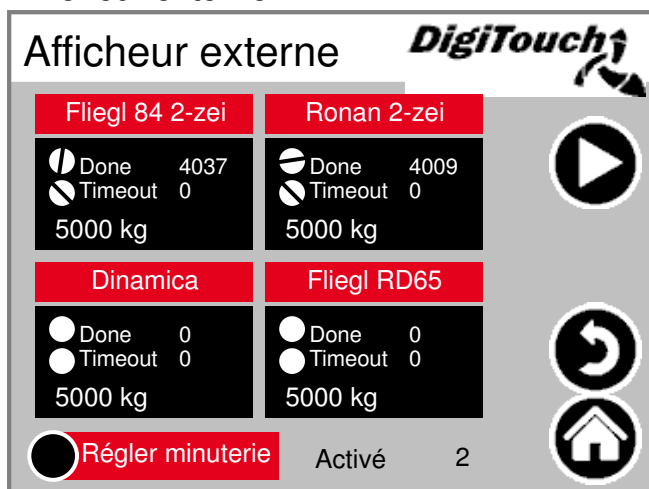 Afficheur externe
DigiTouch
Fliegl 84 2-zei
Done 4037
Timeout 0
5000 kg
Ronan 2-zei
Done 4009
Timeout 0
5000 kg
Dinamica
Done 0
Timeout 0
5000 kg
Fliegl RD65
Done 0
Timeout 0
5000 kg
Régler minuterie
Activé 2